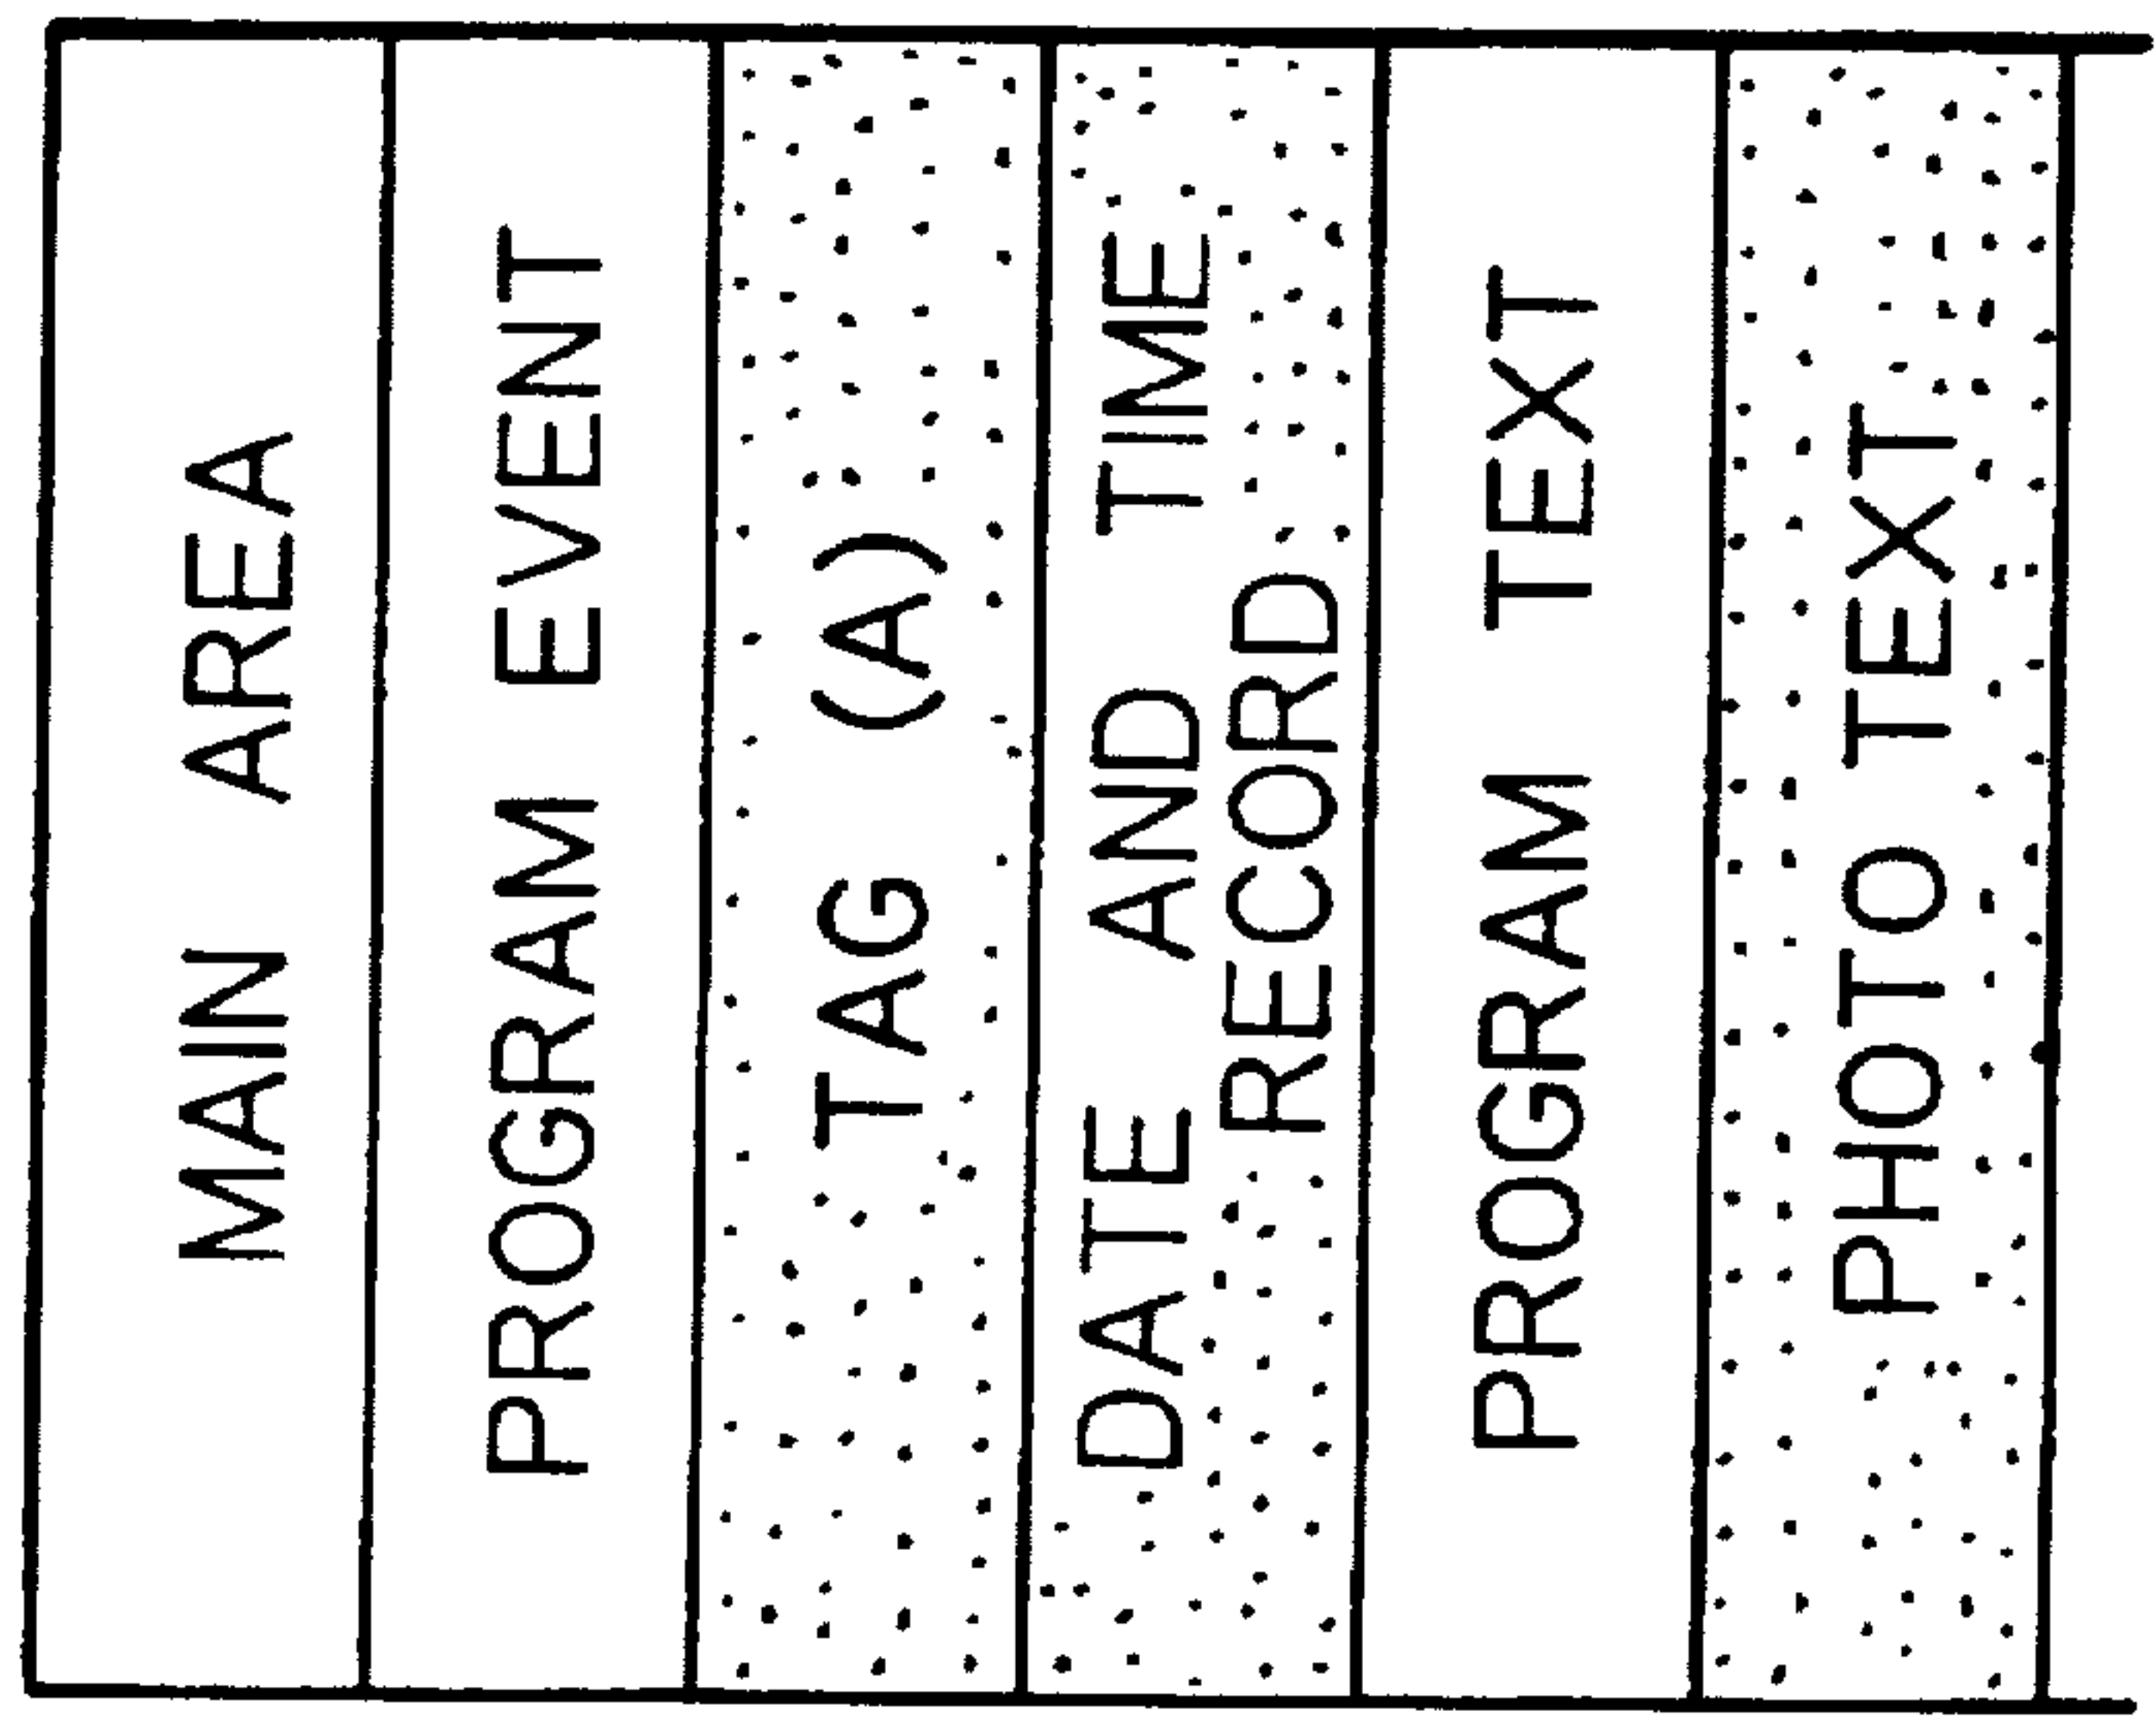 MAIN AREA
PROGRAM EVENT
TAG (A)
DATE AND TIME
RECORD
PROGRAM TEXT
PHOTO TEXT